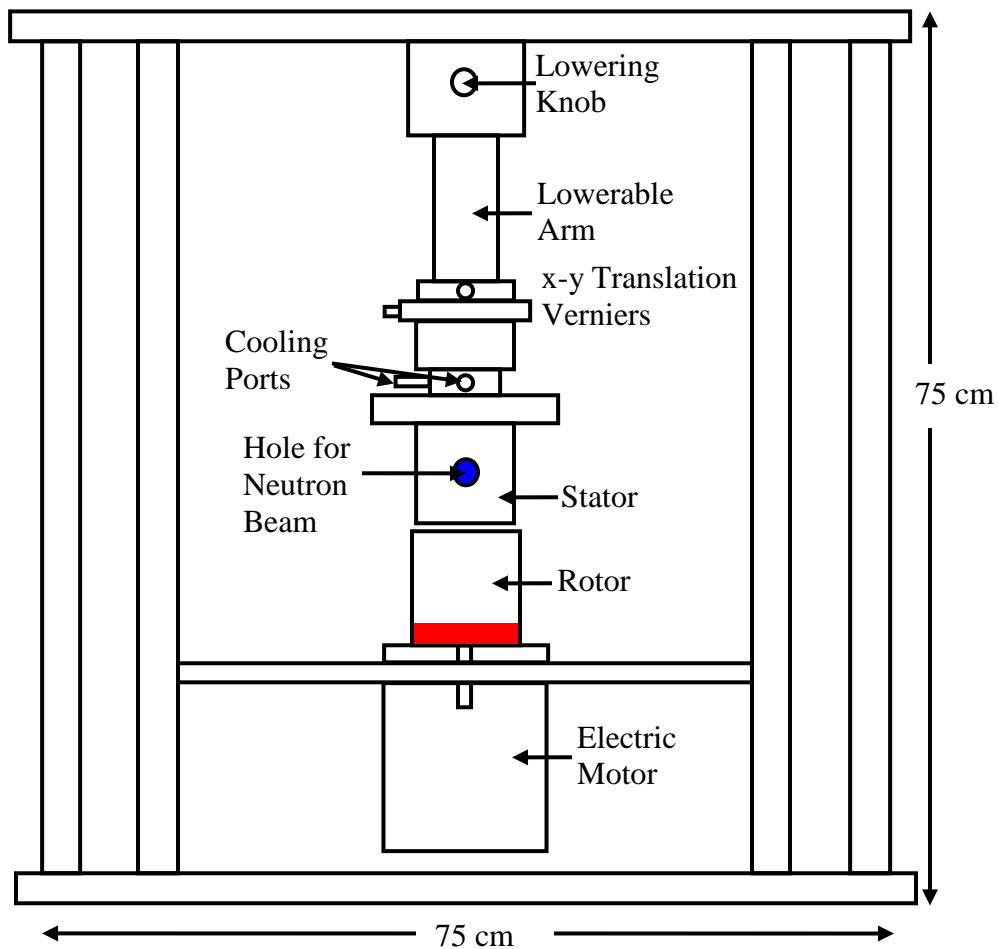 Lowering
Knob
Lowerable
Arm
x-y Translation
Verniers
Cooling
Ports
75 cm
Hole for
Neutron
Beam
Stator
Rotor
Electric
Motor
75 cm